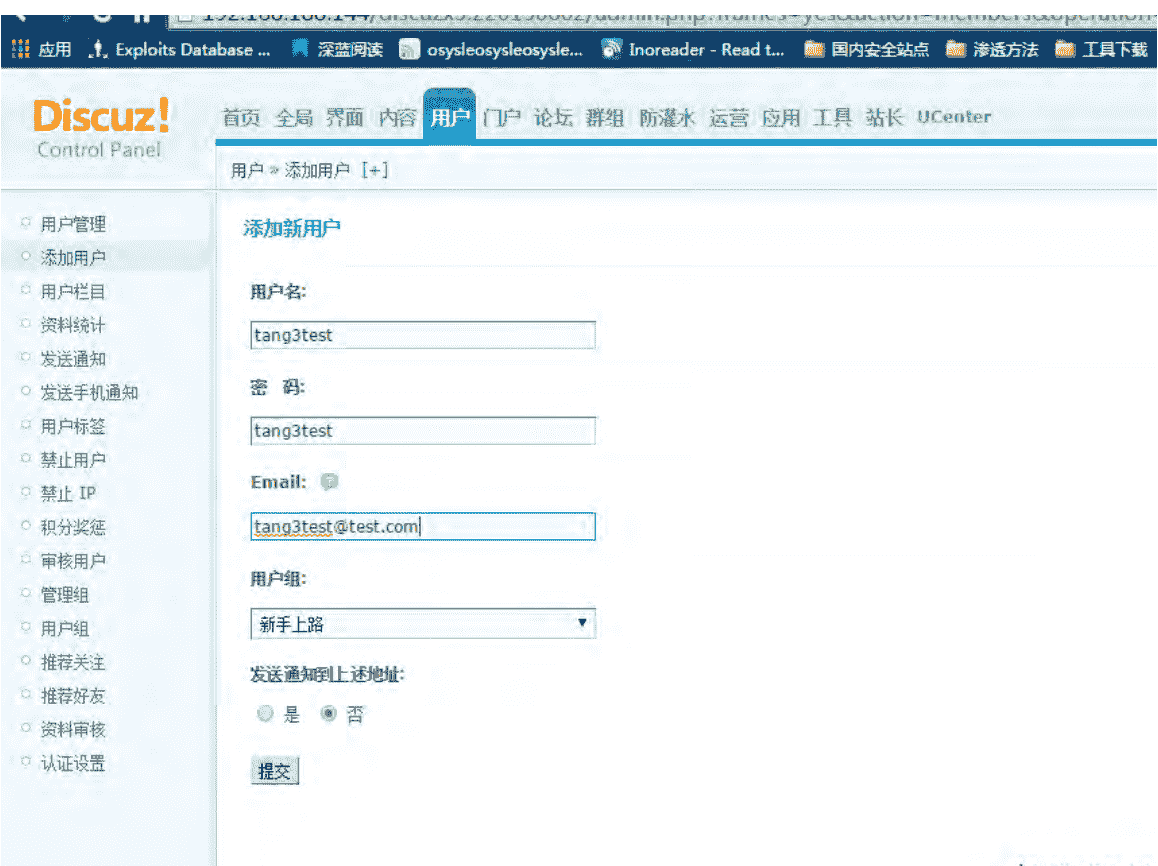 应用 Exploits Database ... 深蓝阅读 osysleosysleosysle... Inoreader - Read t... 国内安全站点 渗透方法 工具下载
Discuz!
Control Panel
首页 全局 界面 内容 用户 门户 论坛 群组 防灌水 运营 应用 工具 站长 UCenter
用户 » 添加用户 [+]
用户管理
添加用户
用户栏目
资料统计
发送通知
发送手机通知
用户标签
禁止用户
禁止 IP
积分奖惩
审核用户
管理组
用户组
推荐关注
推荐好友
资料审核
认证设置
添加新用户
用户名:
tang3test
密 码:
tang3test
Email:
tang3test@test.com
用户组:
新手上路
发送通知到上述地址:
是 否
提交